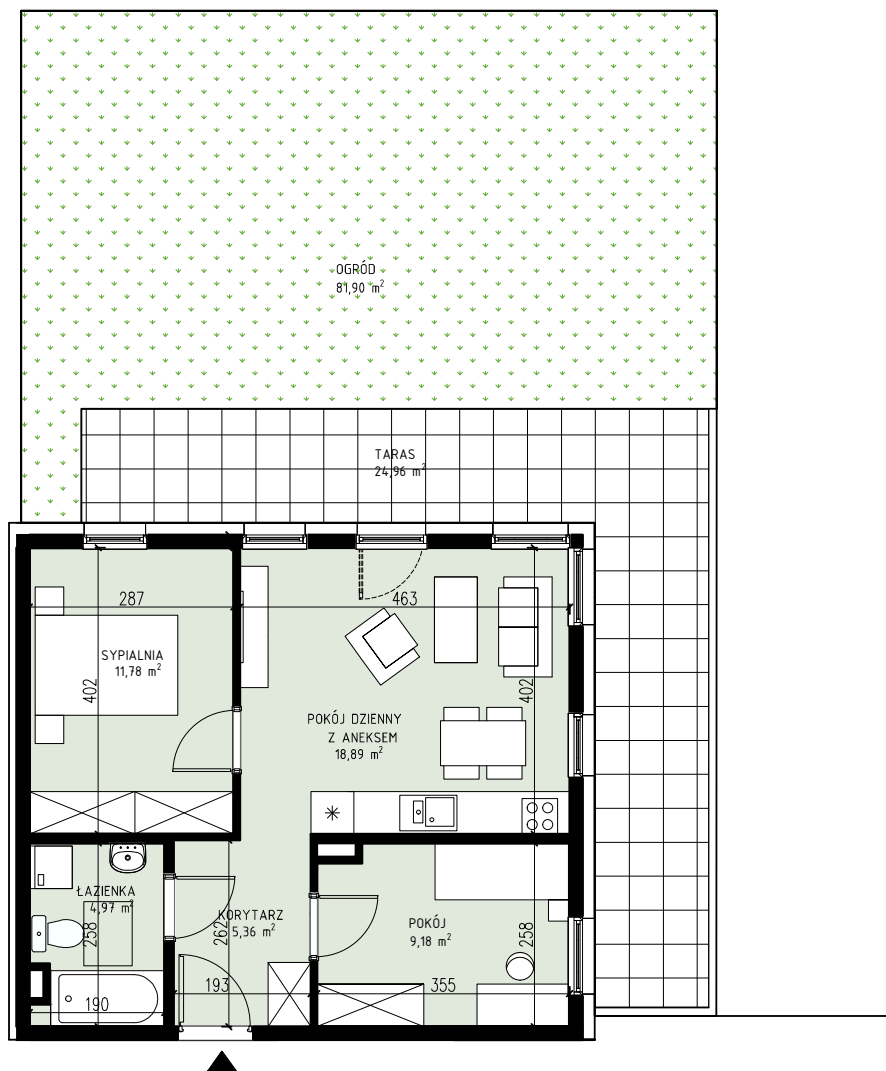 OGRÓD
81,90 m²
TARAS
24,96 m²
287
463
SYPIALNIA
11,78 m²
402
402
POKÓJ DZIENNY
Z ANEKSEM
18,89 m²
ŁAZIENKA
4,97 m²
258
KORYTARZ
5,36 m²
262
POKÓJ
9,18 m²
258
190
193
355